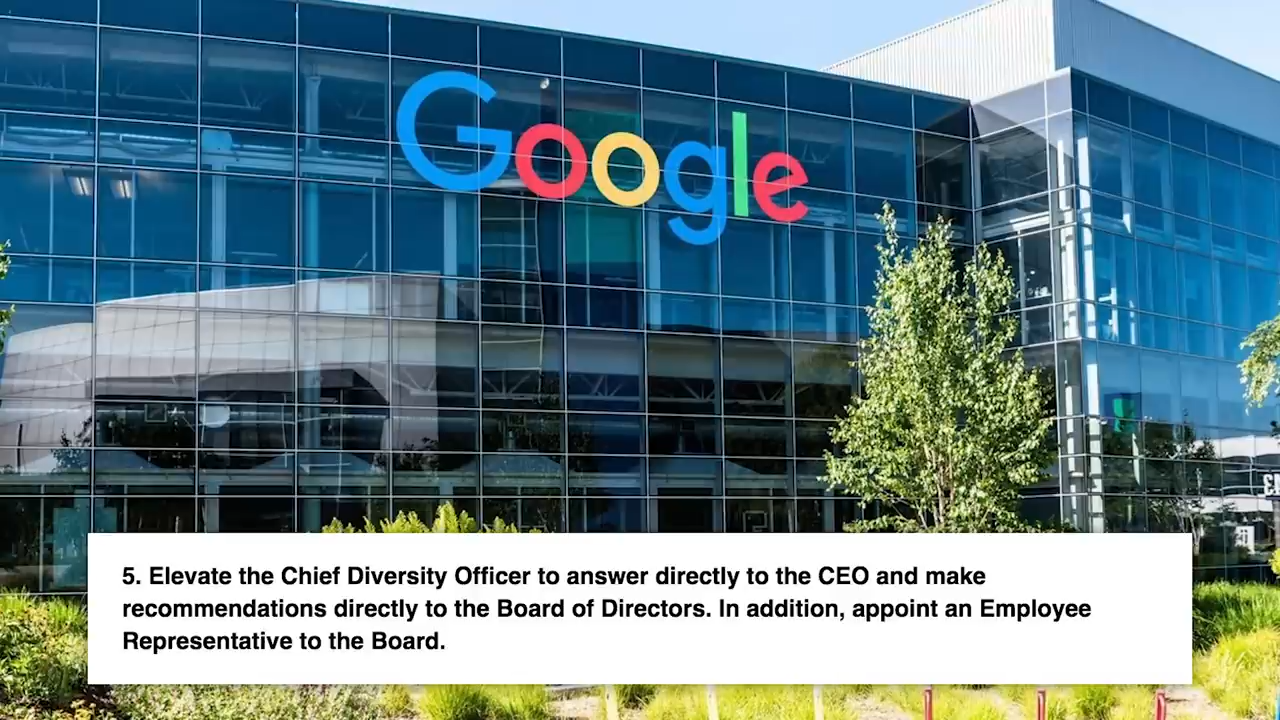 Google
5. Elevate the Chief Diversity Officer to answer directly to the CEO and make
recommendations directly to the Board of Directors. In addition, appoint an Employee
Representative to the Board.